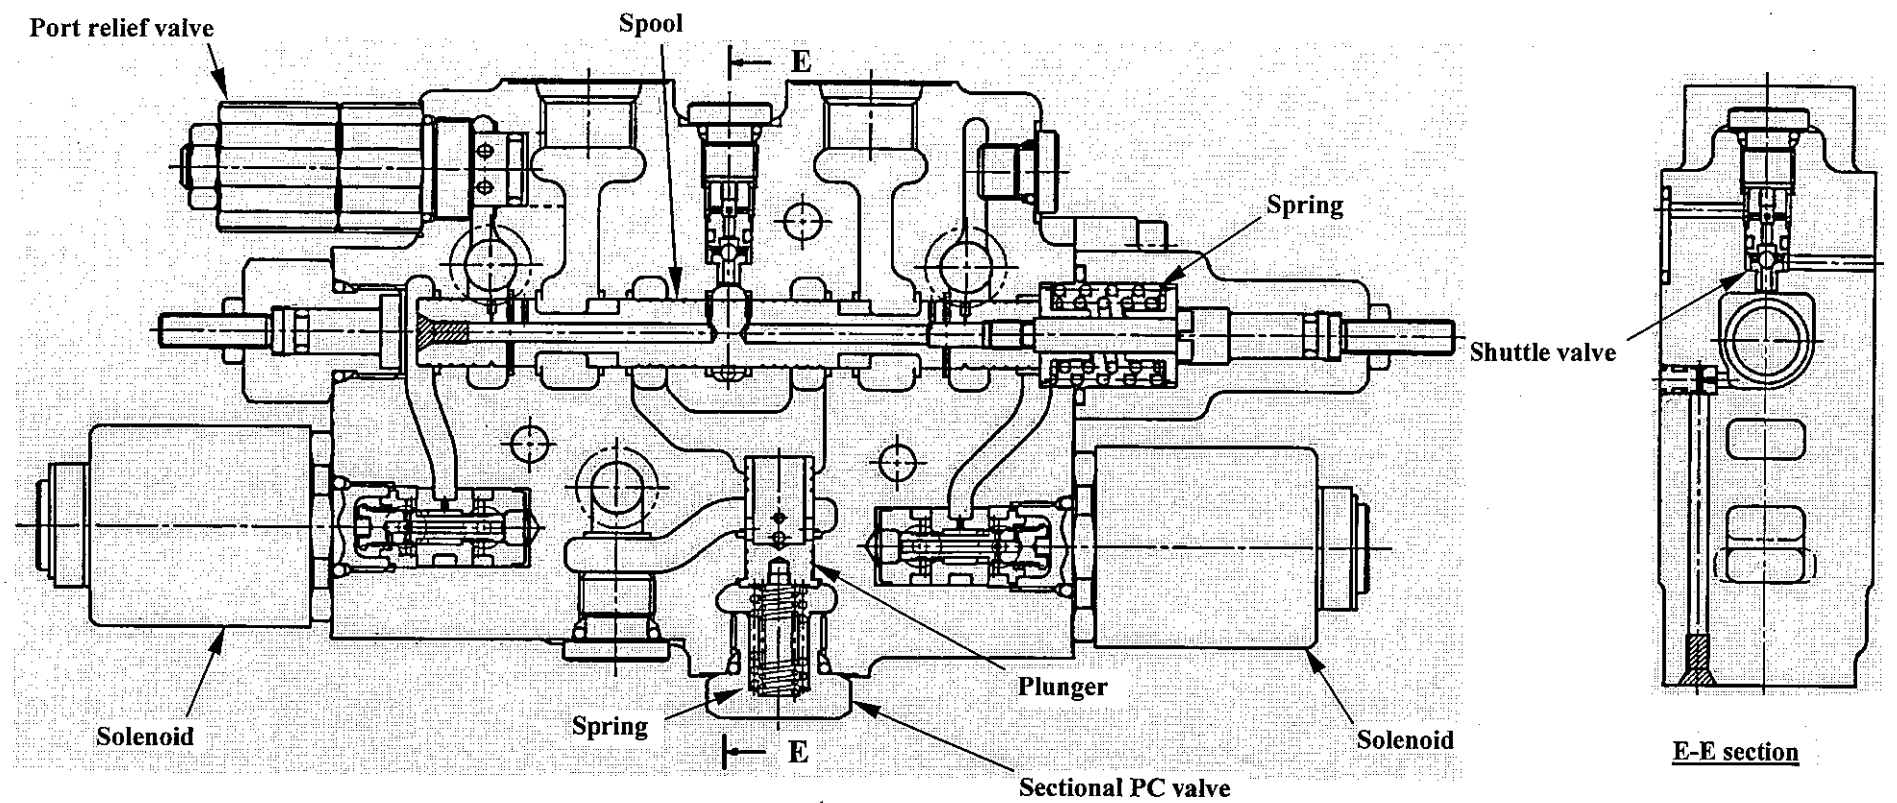 Port relief valve
Spool
E
Spring
Shuttle valve
Plunger
Spring
Solenoid
Solenoid
E
Sectional PC valve
E-E section